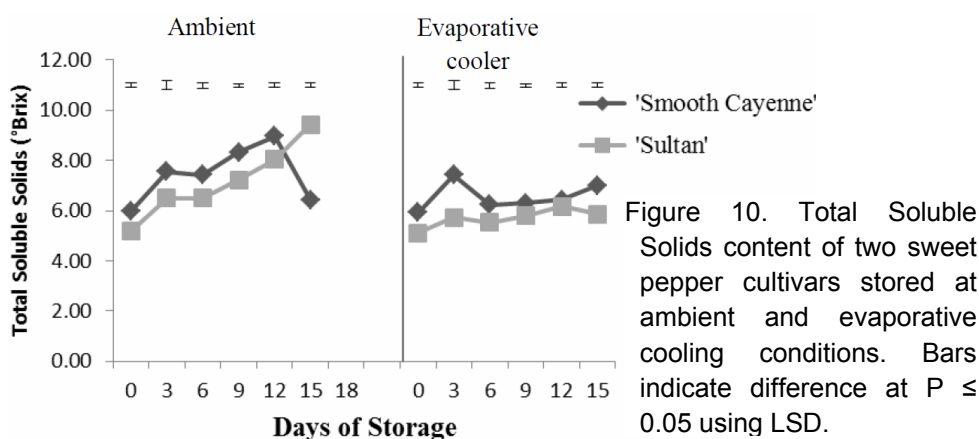 Ambient
Evaporative
cooler
12.00
10.00
8.00
6.00
4.00
2.00
0.00
Total Soluble Solids (°Brix)
0 3 6 9 12 15 18
0 3 6 9 12 15
Days of Storage
'Smooth Cayenne'
'Sultan'
Figure 10. Total Soluble
Solids content of two sweet
pepper cultivars stored at
ambient and evaporative
cooling conditions. Bars
indicate difference at P ≤
0.05 using LSD.